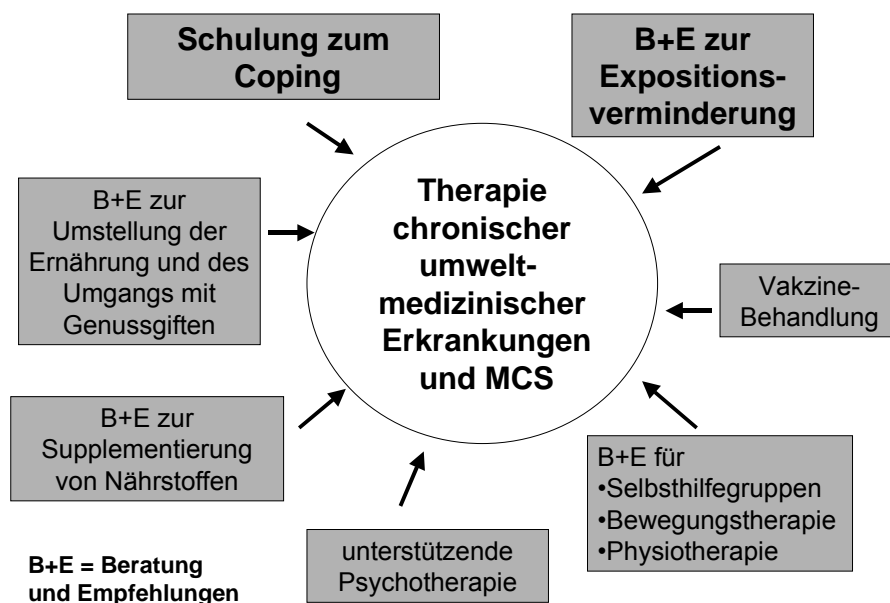 Schulung zum
Coping
B+E zur
Expositions-
verminderung
B+E zur
Umstellung der
Ernährung und des
Umgangs mit
Genussgiften
Therapie
chronischer
umwelt-
medizinischer
Erkrankungen
und MCS
Vakzine-
Behandlung
B+E zur
Supplementierung
von Nährstoffen
B+E für
•Selbsthilfegruppen
•Bewegungstherapie
•Physiotherapie
unterstützende
Psychotherapie
B+E = Beratung
und Empfehlungen